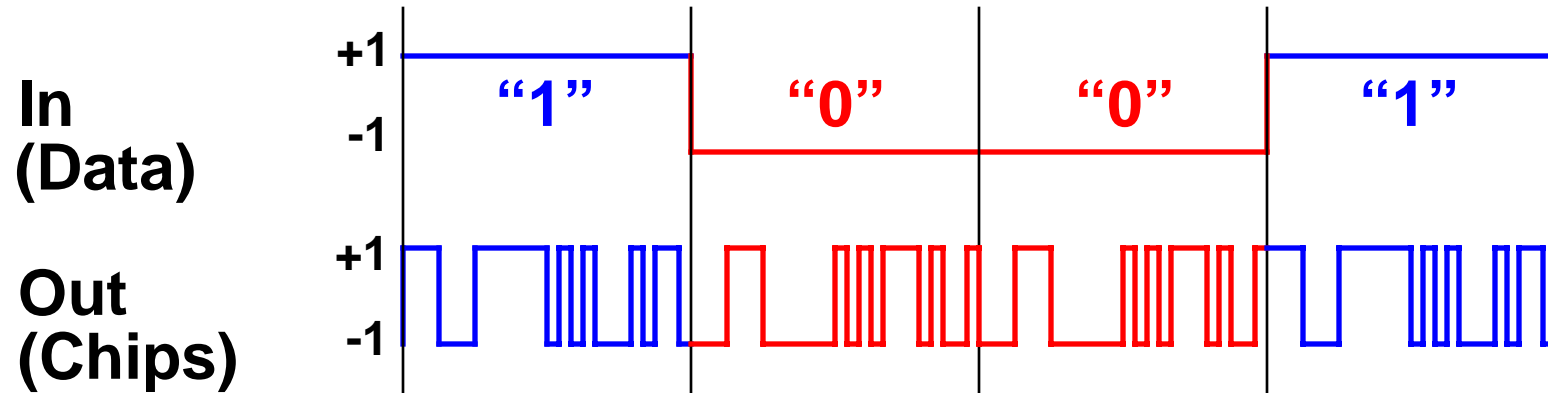 +1
“1” “0” “0” “1”
In
-1
(Data)
+1
Out
-1
(Chips)